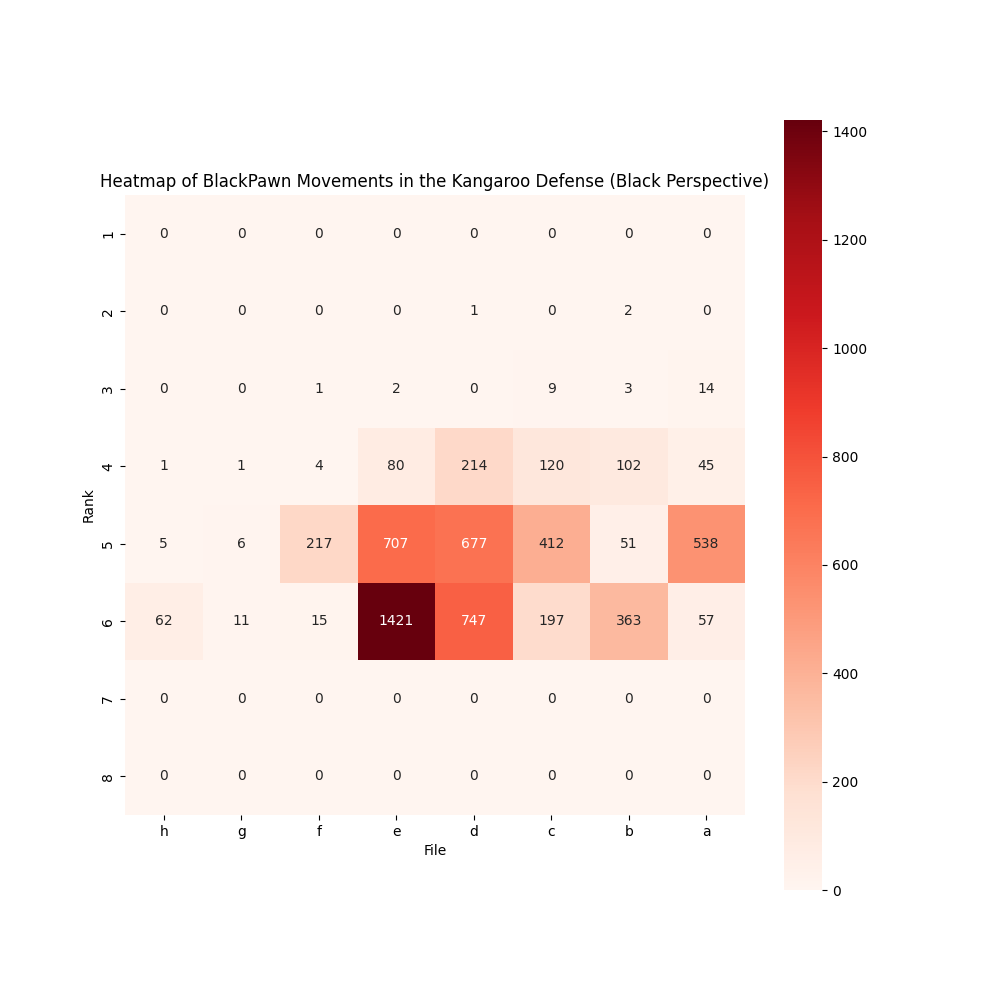 Heatmap of BlackPawn Movements in the Kangaroo Defense (Black Perspective)
1 0 0 0 0 0 0 0 0
2 0 0 0 0 1 0 2 0
3 0 0 1 2 0 9 3 14
4 1 1 4 80 214 120 102 45
5 5 6 217 707 677 412 51 538
6 62 11 15 1421 747 197 363 57
7 0 0 0 0 0 0 0 0
8 0 0 0 0 0 0 0 0
Rank
h g f e d c b a
File
1400
1200
1000
800
600
400
200
0